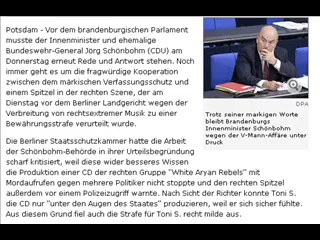 Potsdam - Vor dem brandenburgischen Parlament
musste der Innenminister und ehemalige
Bundeswehr-General Jörg Schönbohm (CDU) am
Donnerstag erneut Rede und Antwort stehen. Noch
immer geht es um die fragwürdige Kooperation
zwischen dem märkischen Verfassungsschutz und
einem Spitzel in der rechten Szene, der am
Dienstag vor dem Berliner Landgericht wegen der
Verbreitung von rechtsextremer Musik zu einer
Bewährungsstrafe verurteilt wurde.
DPA
Trotz seiner markigen Worte
bleibt Brandenburgs
Innenminister Schönbohm
wegen der V-Mann-Affäre unter
Druck
Die Berliner Staatsschutzkammer hatte die Arbeit
der Schönbohm-Behörde in ihrer Urteilsbegründung
scharf kritisiert, weil diese wider besseres Wissen
die Produktion einer CD der rechten Gruppe "White Aryan Rebels" mit
Mordaufrufen gegen mehrere Politiker nicht stoppte und den rechten Spitzel
außerdem vor einem Polizeizugriff warnte. Nach Sicht der Richter konnte Toni S.
die CD nur "unter den Augen des Staates" produzieren, weil er sich sicher fühlte.
Aus diesem Grund fiel auch die Strafe für Toni S. recht milde aus.